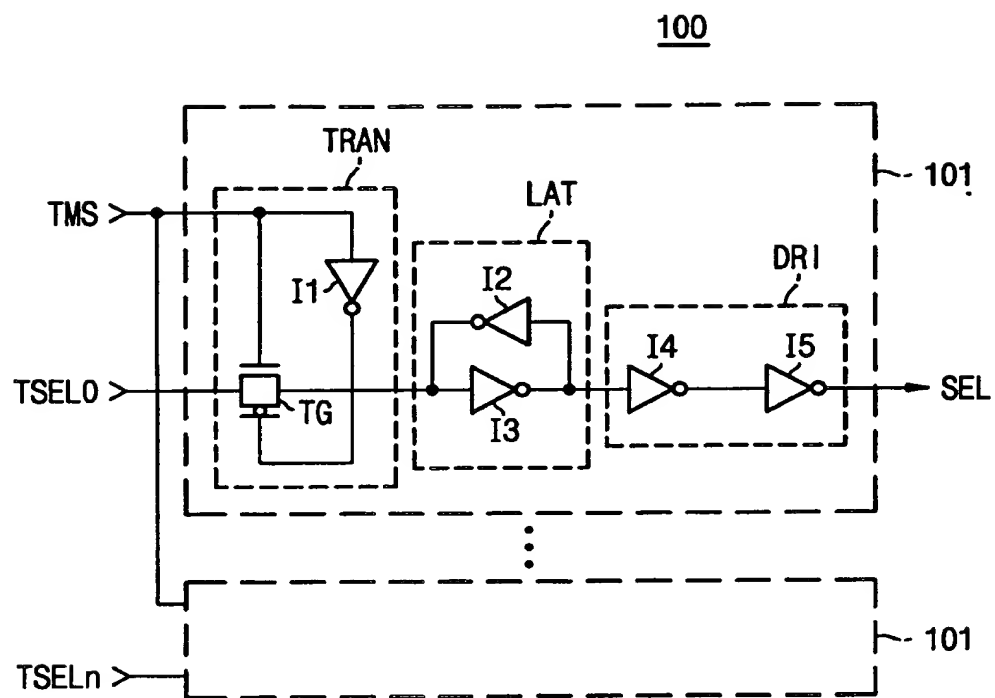 100
TRAN
101
TMS
LAT
I1
I2
DRI
I4
I5
TSEL0
TG
I3
SEL
101
TSELn